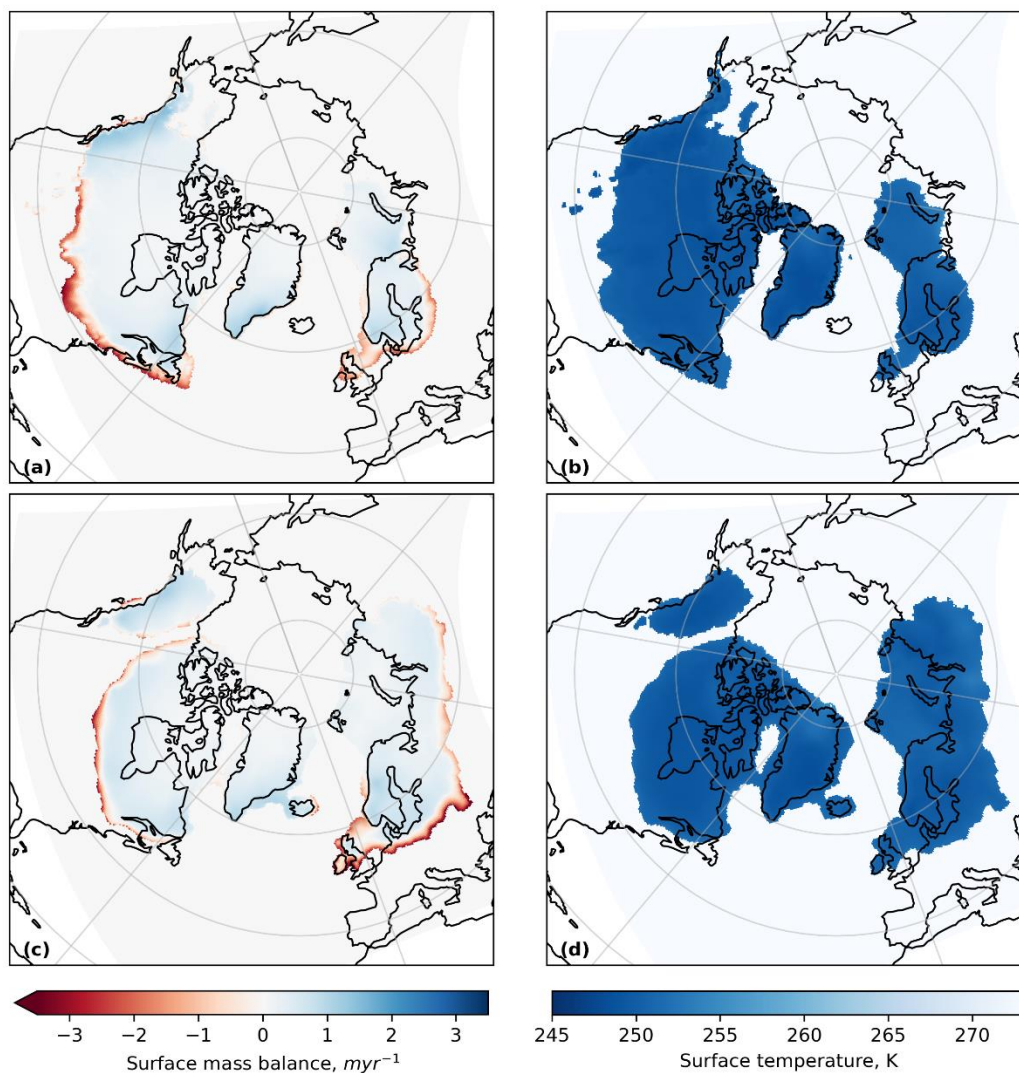 (a)
(b)
(c)
(d)
−3 −2 −1 0 1 2 3
Surface mass balance, myr⁻¹
245 250 255 260 265 270
Surface temperature, K